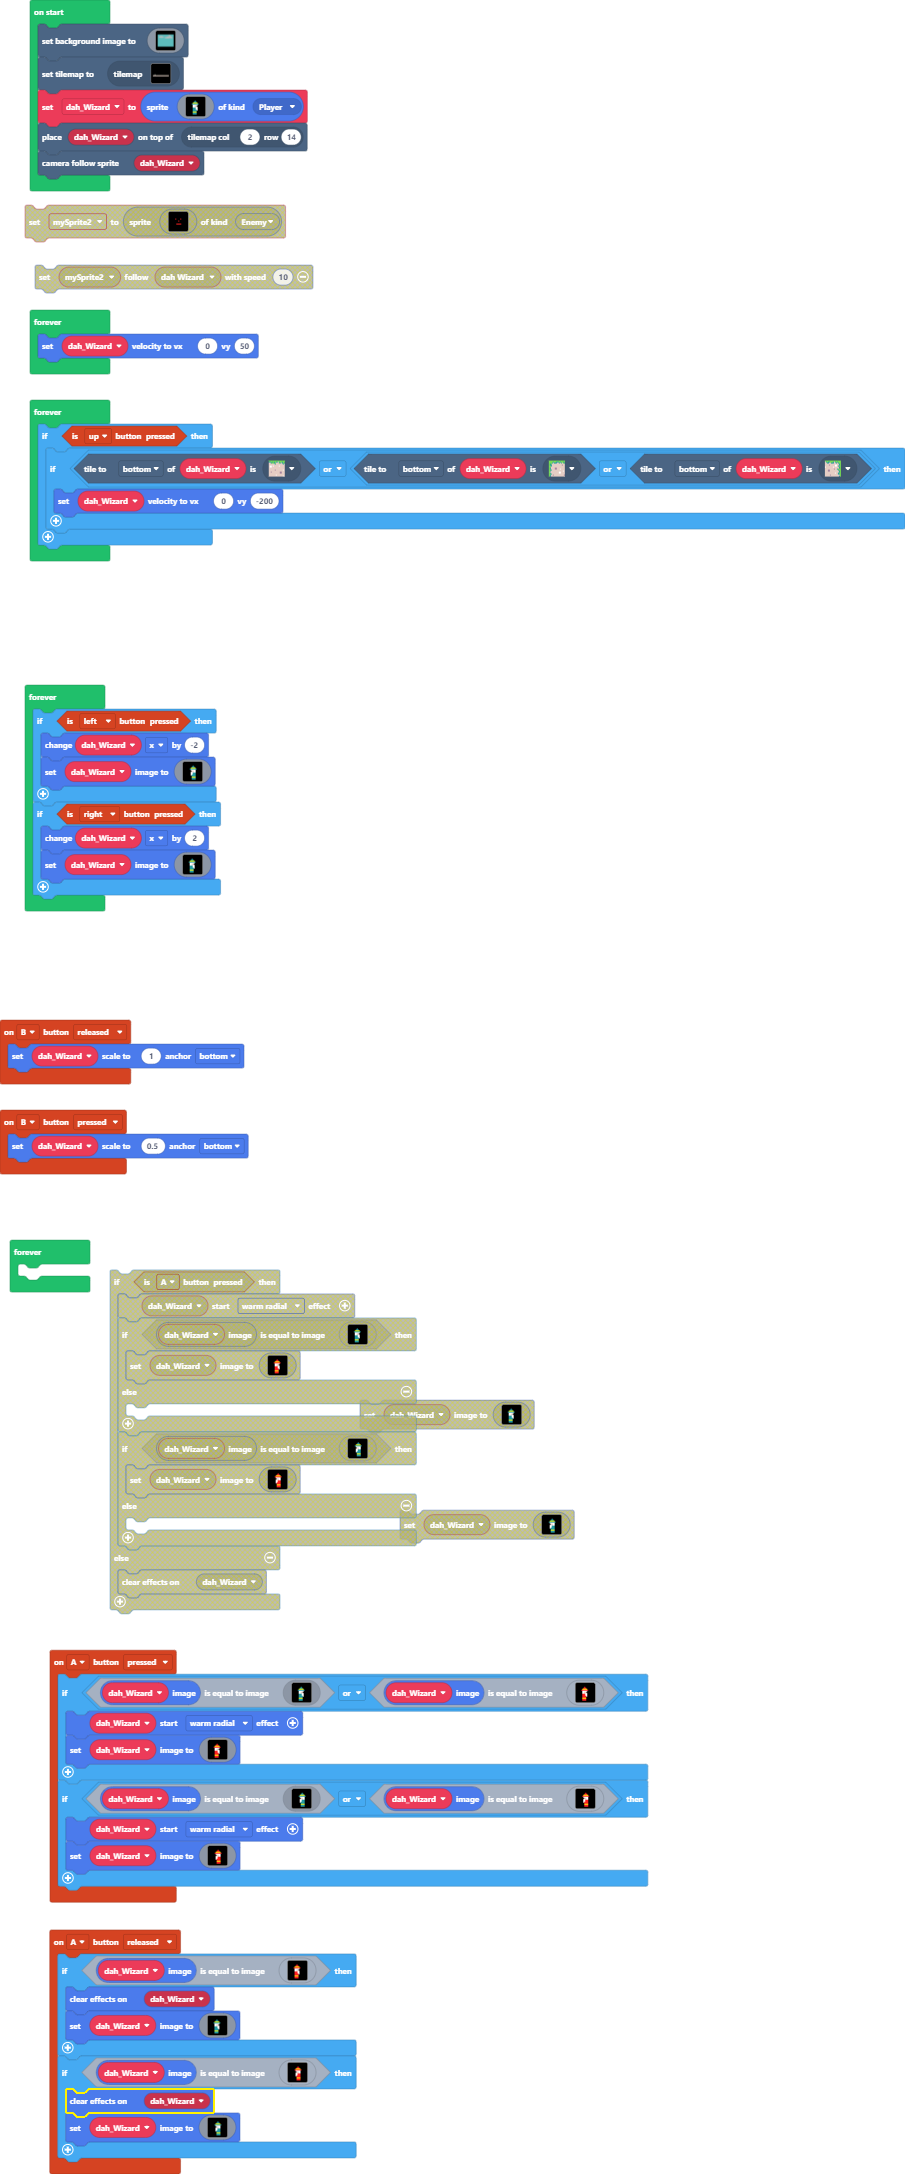 on start
set background image to
set tilemap to tilemap
set dah_Wizard to sprite of kind Player
place dah_Wizard on top of tilemap col 2 row 14
camera follow sprite dah_Wizard
set mySprite2 to sprite of kind Enemy
set mySprite2 follow dah Wizard with speed 10
forever
set dah_Wizard velocity to vx 0 vy 50
forever
if is up button pressed then
if tile to bottom of dah_Wizard is or tile to bottom of dah_Wizard is or tile to bottom of dah_Wizard is then
set dah_Wizard velocity to vx 0 vy -200
forever
if is left button pressed then
change dah_Wizard x by -2
set dah_Wizard image to
if is right button pressed then
change dah_Wizard x by 2
set dah_Wizard image to
on B button released
set dah_Wizard scale to 1 anchor bottom
on B button pressed
set dah_Wizard scale to 0.5 anchor bottom
forever
if is A button pressed then
dah_Wizard start warm radial effect
if dah_Wizard image is equal to image then
set dah_Wizard image to
else
set dah_Wizard image to
if dah_Wizard image is equal to image then
set dah_Wizard image to
else
set dah_Wizard image to
else
clear effects on dah_Wizard
on A button pressed
if dah_Wizard image is equal to image or dah_Wizard image is equal to image then
dah_Wizard start warm radial effect
set dah_Wizard image to
if dah_Wizard image is equal to image or dah_Wizard image is equal to image then
dah_Wizard start warm radial effect
set dah_Wizard image to
on A button released
if dah_Wizard image is equal to image then
clear effects on dah_Wizard
set dah_Wizard image to
if dah_Wizard image is equal to image then
clear effects on dah_Wizard
set dah_Wizard image to